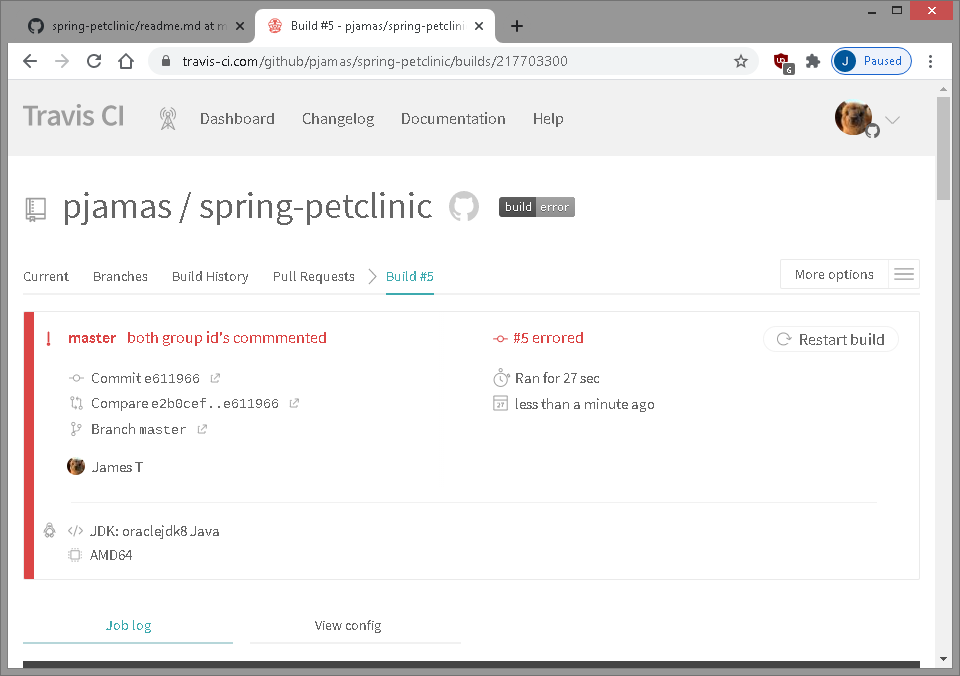 spring-petclinic/readme.md at m
Build #5 - pjamas/spring-petclini
travis-ci.com/github/pjamas/spring-petclinic/builds/217703300
6
J Paused
Travis CI Dashboard Changelog Documentation Help
pjamas / spring-petclinic build error
Current Branches Build History Pull Requests Build #5 More options
! master both group id's commmented #5 errored Restart build
Commit e611966 Ran for 27 sec
Compare e2b0cef..e611966 27 less than a minute ago
Branch master
James T
</> JDK: oraclejdk8 Java
AMD64
Job log View config